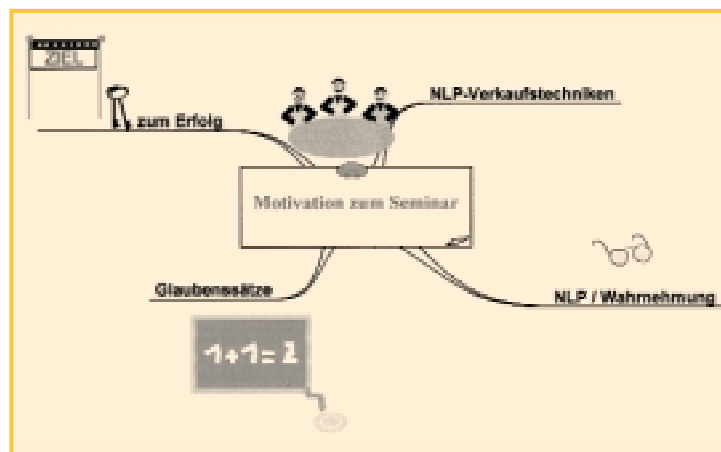 ZIEL
zum Erfolg
NLP-Verkaufstechniken
Motivation zum Seminar
Glaubenssätze
NLP / Wahrnehmung
1+1=2